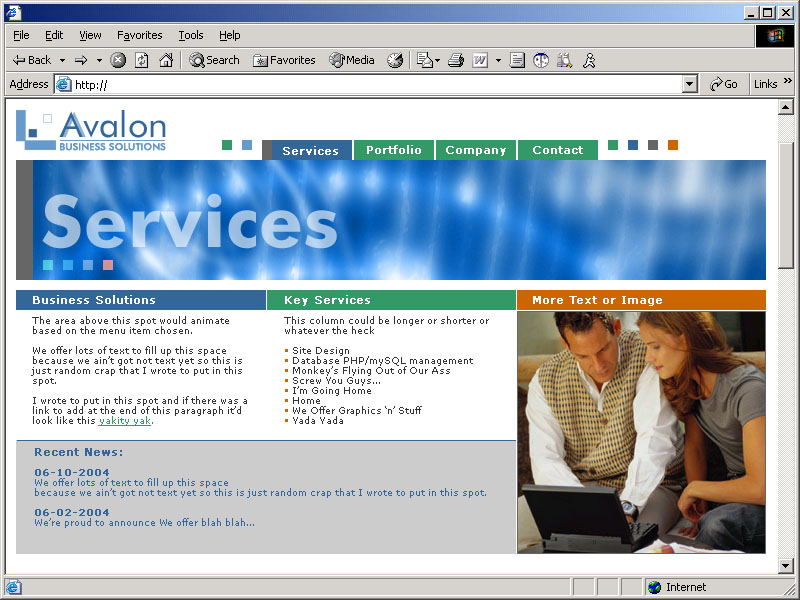 File Edit View Favorites Tools Help
Back Search Favorites Media
Address http:// Go Links »
Avalon
BUSINESS SOLUTIONS
Services Portfolio Company Contact
Services
Business Solutions
The area above this spot would animate
based on the menu item chosen.
We offer lots of text to fill up this space
because we ain't got not text yet so this is
just random crap that I wrote to put in this
spot.
I wrote to put in this spot and if there was a
link to add at the end of this paragraph it'd
look like this yakity yak.
Key Services
This column could be longer or shorter or
whatever the heck
Site Design
Database PHP/mySQL management
Monkey's Flying Out of Our Ass
Screw You Guys...
I'm Going Home
Home
We Offer Graphics 'n' Stuff
Yada Yada
More Text or Image
Recent News:
06-10-2004
We offer lots of text to fill up this space
because we ain't got not text yet so this is just random crap that I wrote to put in this spot.
06-02-2004
We're proud to announce We offer blah blah...
Internet